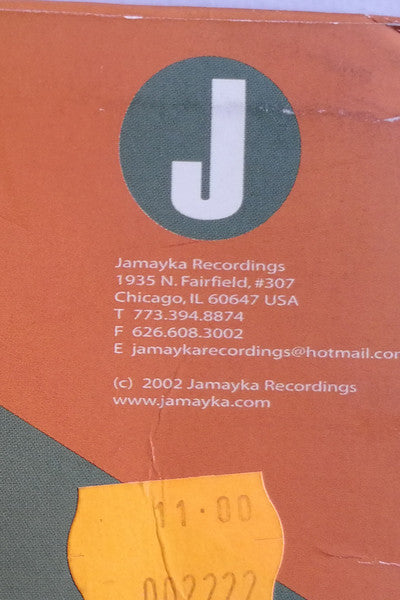 J
Jamayka Recordings
1935 N. Fairfield, #307
Chicago, IL 60647 USA
T 773.394.8874
F 626.608.3002
E jamaykarecordings@hotmail.com
(c) 2002 Jamayka Recordings
www.jamayka.com
11·00
002222